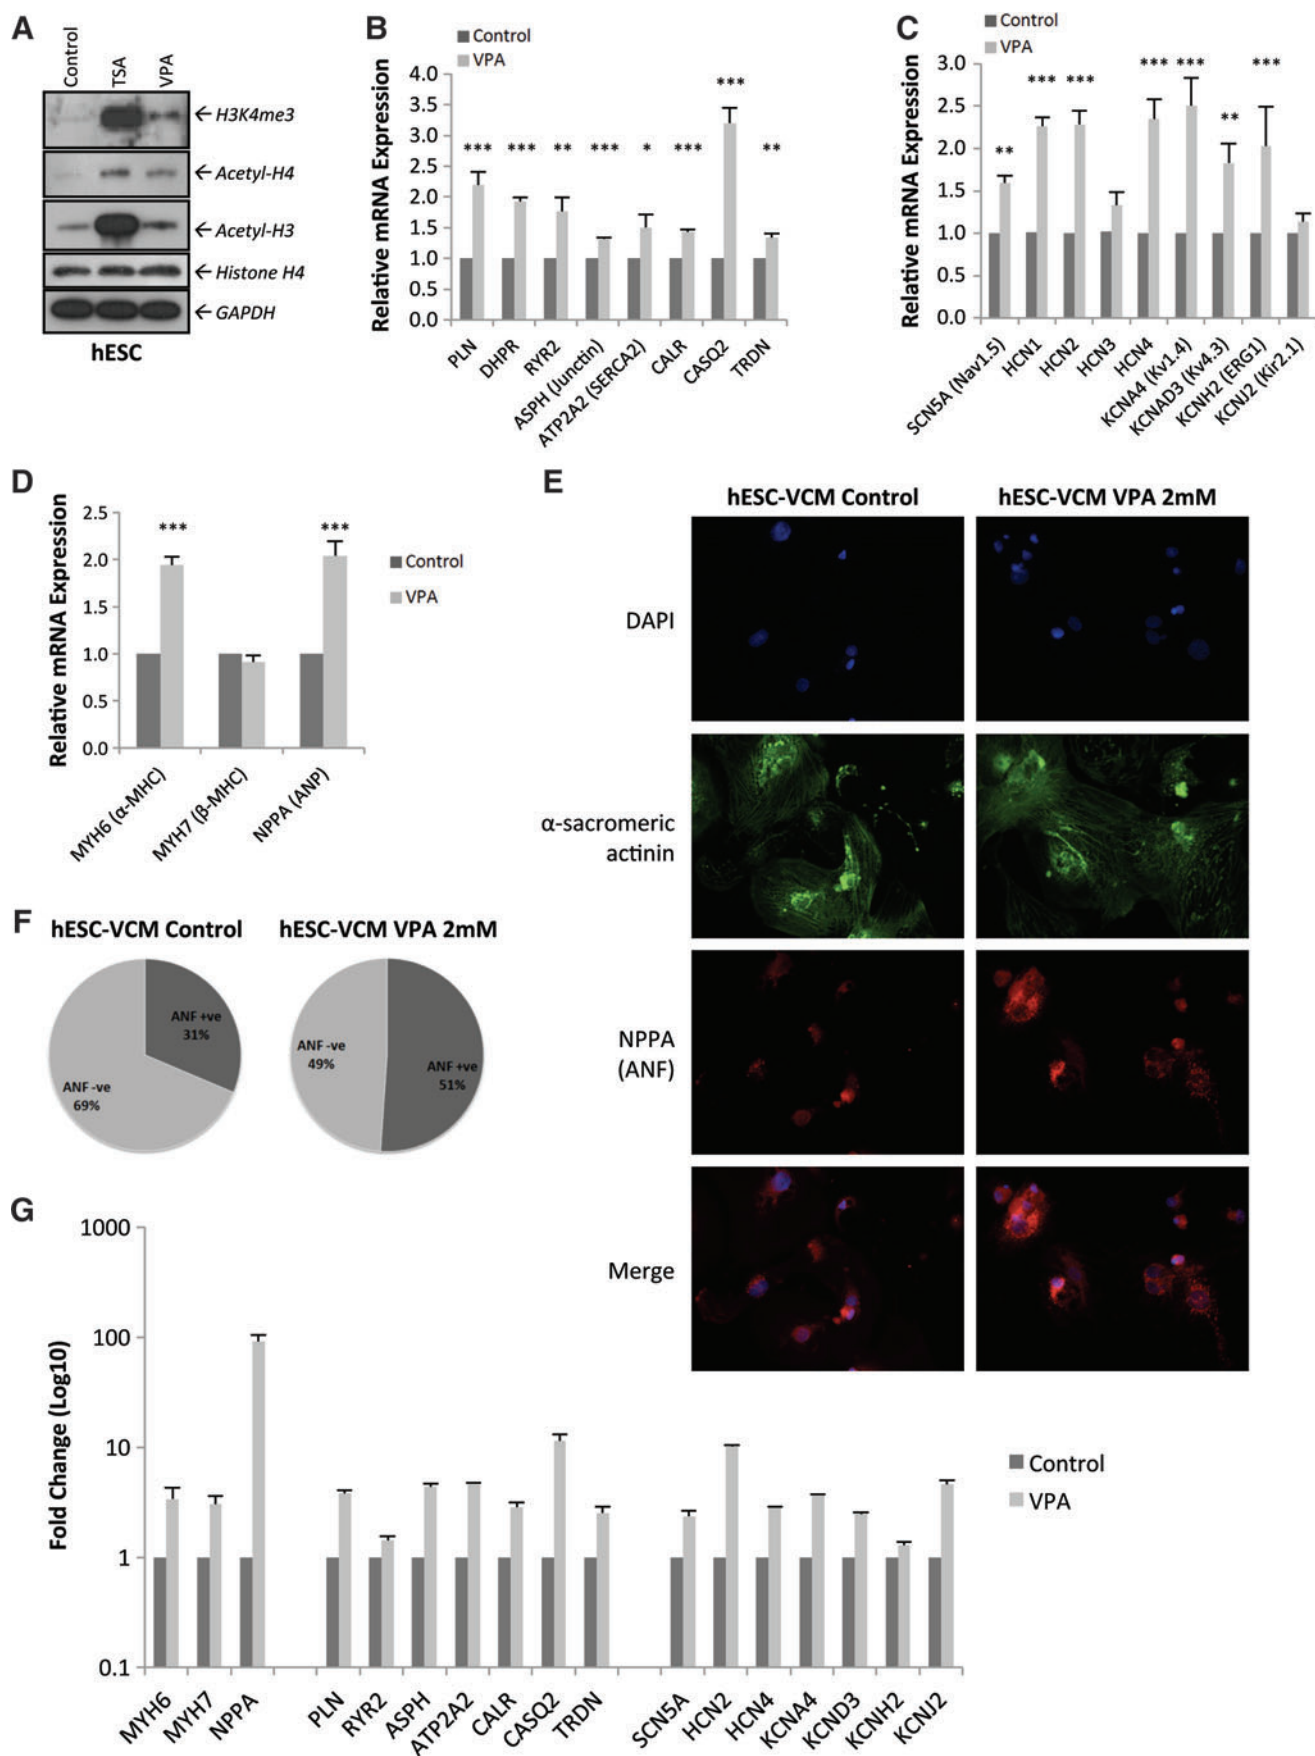 A
Control
TSA
VPA
← H3K4me3
← Acetyl-H4
← Acetyl-H3
← Histone H4
← GAPDH
hESC
B
Control
VPA
Relative mRNA Expression
4.0
3.5
3.0
2.5
2.0
1.5
1.0
0.5
0.0
*** *** ** *** * *** *** **
PLN
DHPR
RYR2
ASPH (Junctin)
ATP2A2 (SERCA2)
CALR
CASQ2
TRDN
C
Control
VPA
Relative mRNA Expression
3.0
2.5
2.0
1.5
1.0
0.5
0.0
** *** *** *** *** ** ***
SCN5A (Nav1.5)
HCN1
HCN2
HCN3
HCN4
KCNA4 (Kv1.4)
KCNAD3 (Kv4.3)
KCNH2 (ERG1)
KCNJ2 (Kir2.1)
D
Relative mRNA Expression
2.5
2.0
1.5
1.0
0.5
0.0
*** ***
Control
VPA
MYH6 (α-MHC)
MYH7 (β-MHC)
NPPA (ANP)
E
hESC-VCM Control
hESC-VCM VPA 2mM
DAPI
α-sacromeric
actinin
NPPA
(ANF)
Merge
F
hESC-VCM Control
hESC-VCM VPA 2mM
ANF +ve
31%
ANF -ve
69%
ANF -ve
49%
ANF +ve
51%
G
Fold Change (Log10)
1000
100
10
1
0.1
Control
VPA
MYH6
MYH7
NPPA
PLN
RYR2
ASPH
ATP2A2
CALR
CASQ2
TRDN
SCN5A
HCN2
HCN4
KCNA4
KCND3
KCNH2
KCNJ2